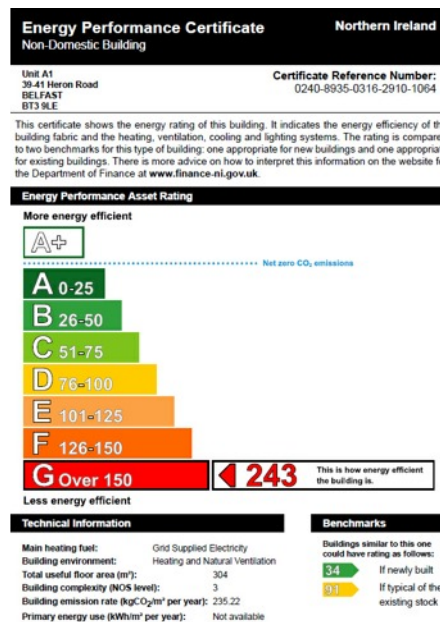 Energy Performance Certificate
Northern Ireland
Non-Domestic Building
Unit A1
39-41 Heron Road
BELFAST
BT3 9LE
Certificate Reference Number:
0240-8935-0316-2910-1064
This certificate shows the energy rating of this building. It indicates the energy efficiency of th
building fabric and the heating, ventilation, cooling and lighting systems. The rating is compare
to two benchmarks for this type of building: one appropriate for new buildings and one appropriat
for existing buildings. There is more advice on how to interpret this information on the website fo
the Department of Finance at www.finance-ni.gov.uk.
Energy Performance Asset Rating
More energy efficient
A+
Net zero CO₂ emissions
A 0-25
B 26-50
C 51-75
D 76-100
E 101-125
F 126-150
G Over 150
243
This is how energy efficient
the building is.
Less energy efficient
Technical Information
Main heating fuel: Grid Supplied Electricity
Building environment: Heating and Natural Ventilation
Total useful floor area (m²): 304
Building complexity (NOS level): 3
Building emission rate (kgCO₂/m² per year): 235.22
Primary energy use (kWh/m² per year): Not available
Benchmarks
Buildings similar to this one
could have rating as follows:
34 If newly built
91 If typical of the
existing stock